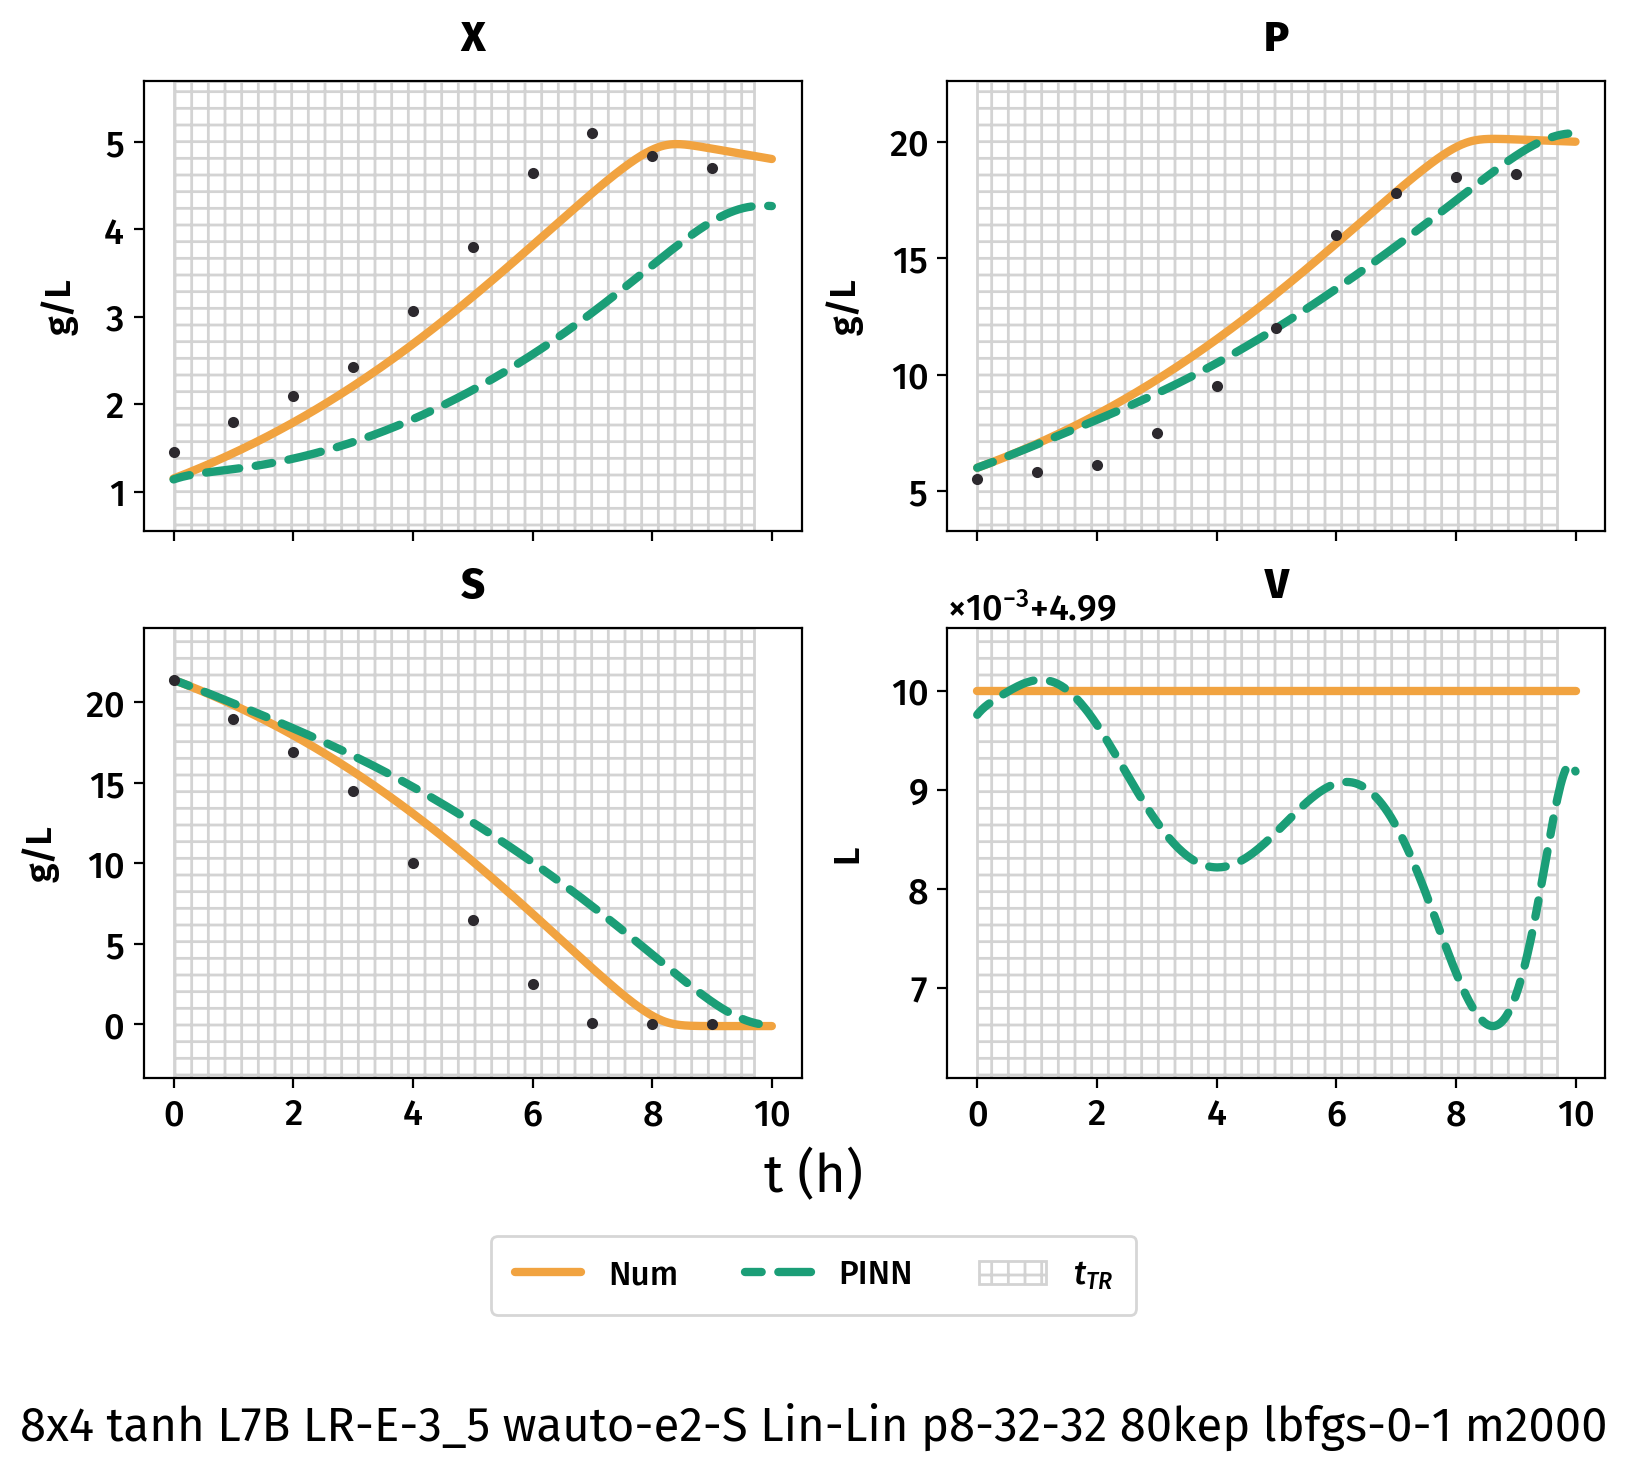 X
P
g/L
5
4
3
2
1
g/L
20
15
10
5
S
V
×10⁻³+4.99
g/L
20
15
10
5
0
L
10
9
8
7
0 2 4 6 8 10
0 2 4 6 8 10
t (h)
Num PINN t_TR
8x4 tanh L7B LR-E-3_5 wauto-e2-S Lin-Lin p8-32-32 80kep lbfgs-0-1 m2000